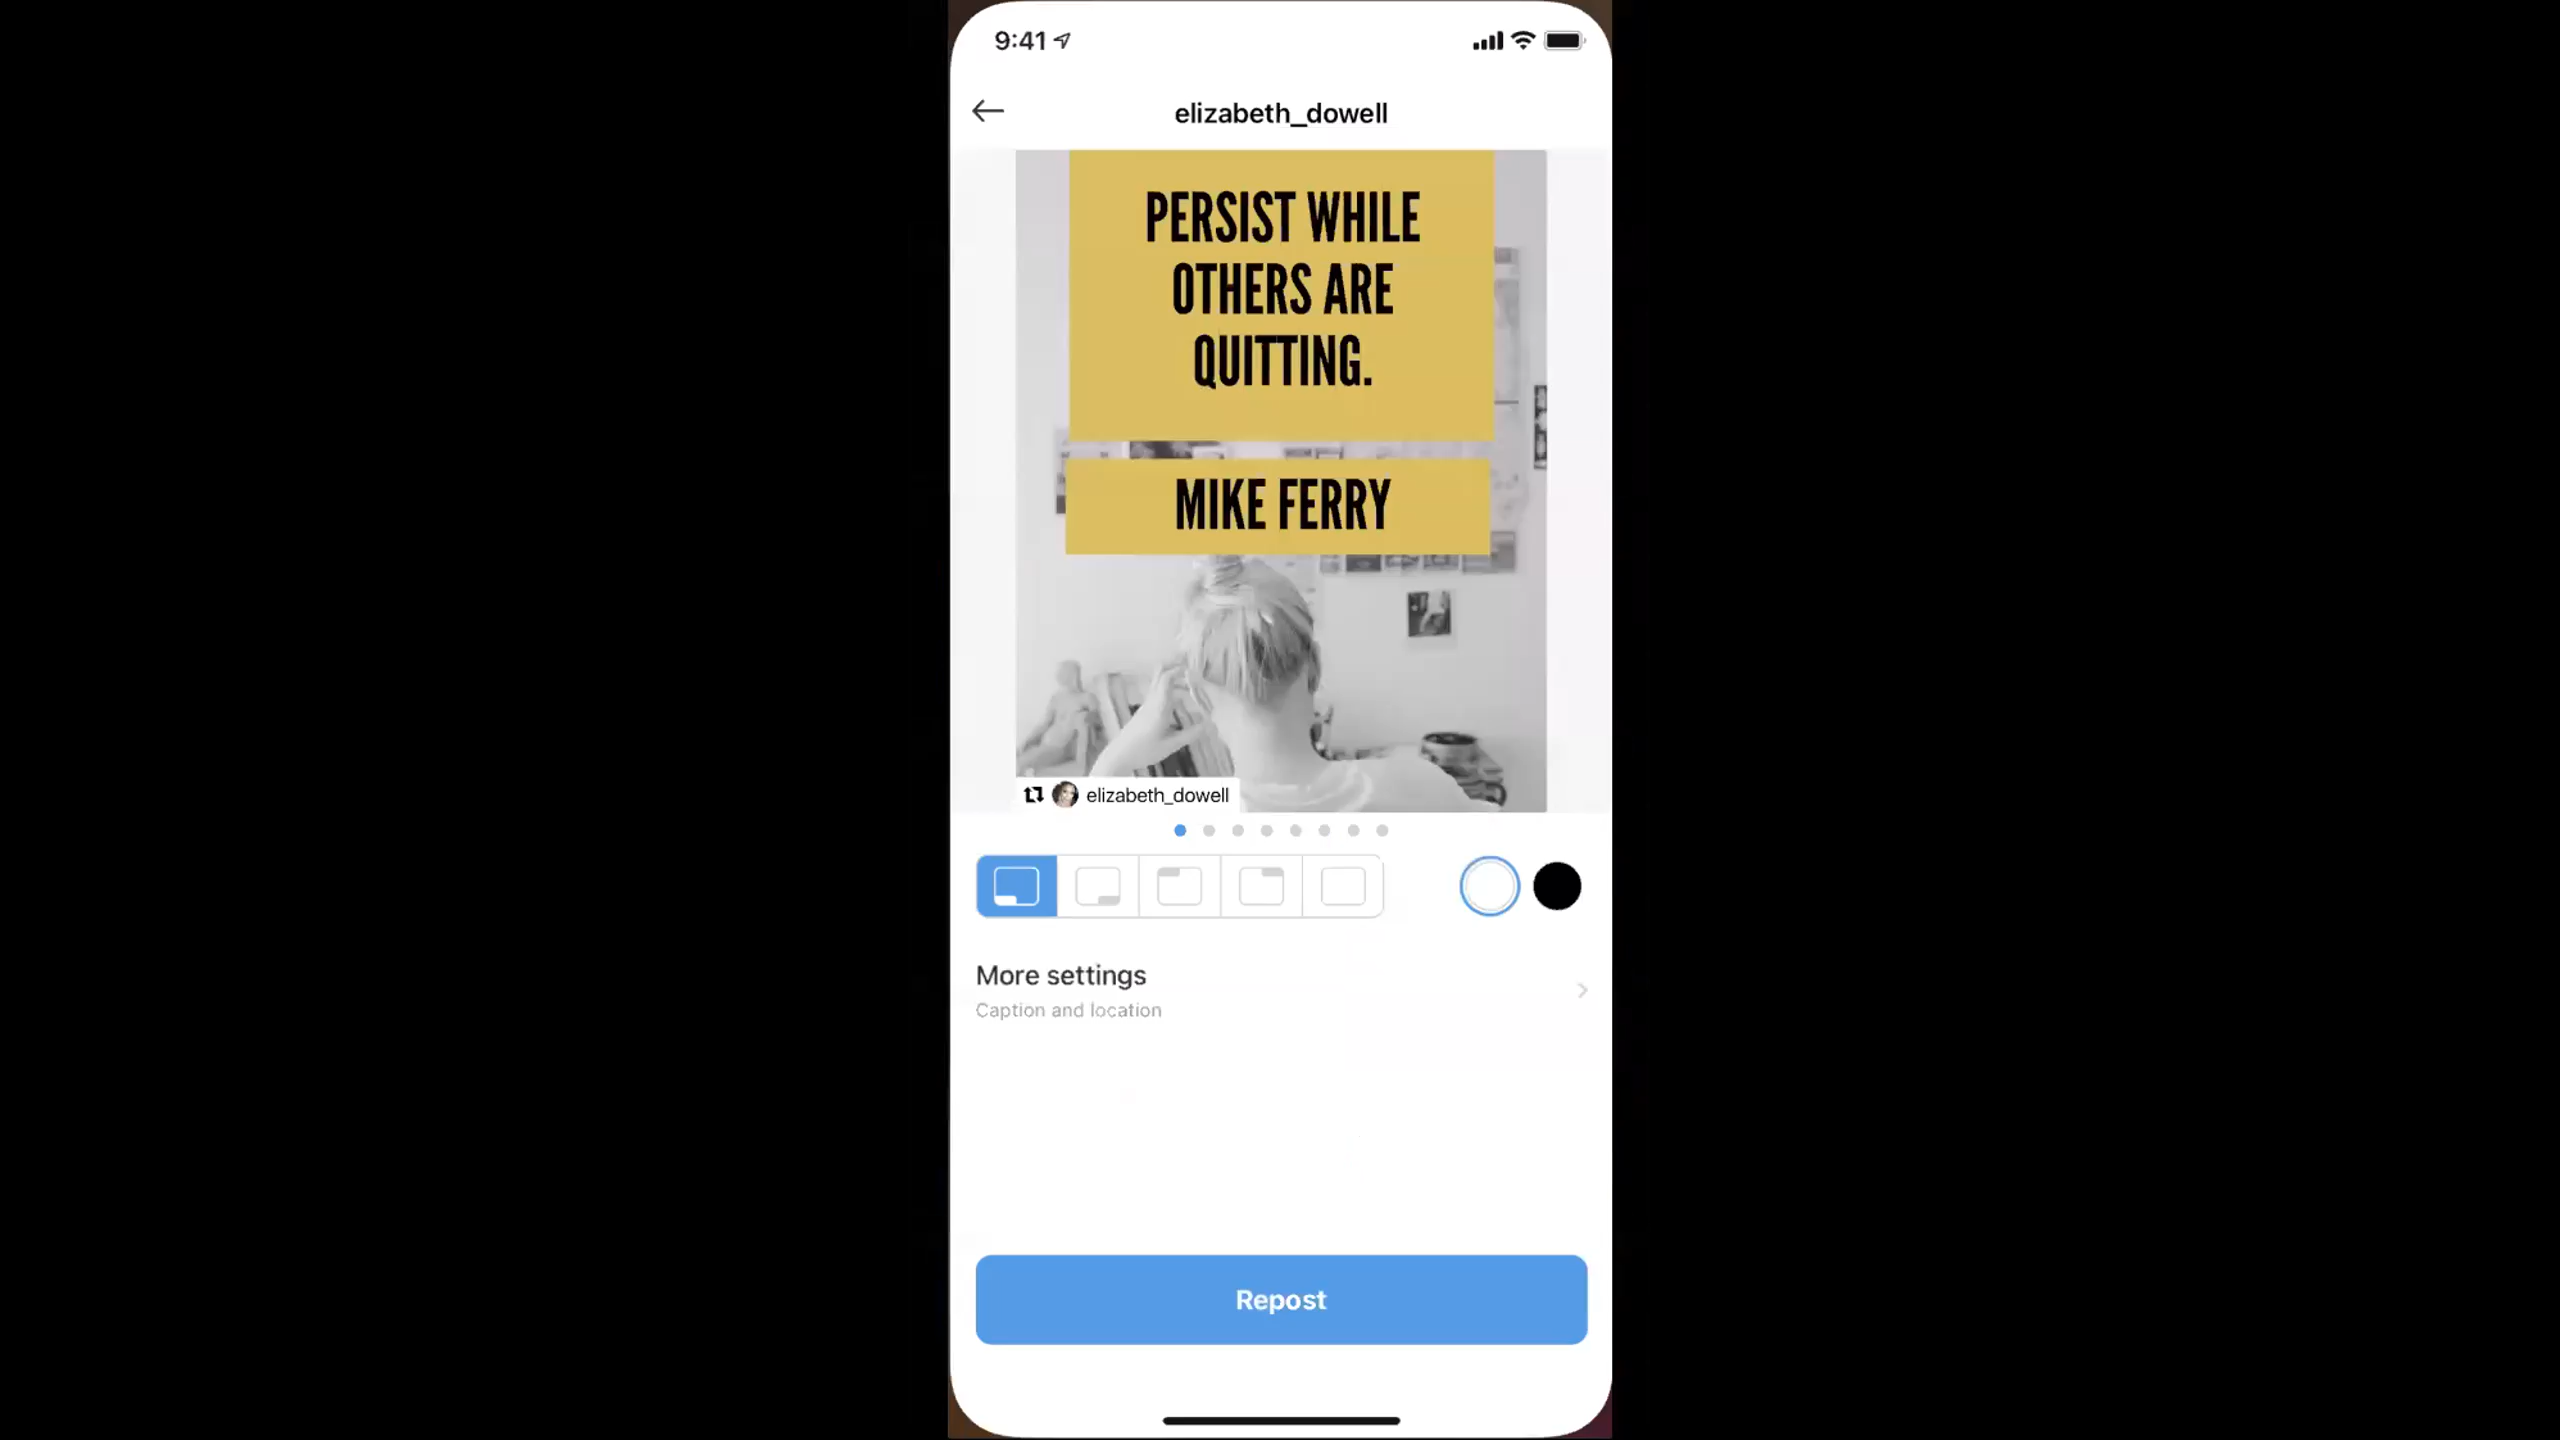 9:41
elizabeth_dowell
PERSIST WHILE
OTHERS ARE
QUITTING.
MIKE FERRY
elizabeth_dowell
More settings
Caption and location
Repost